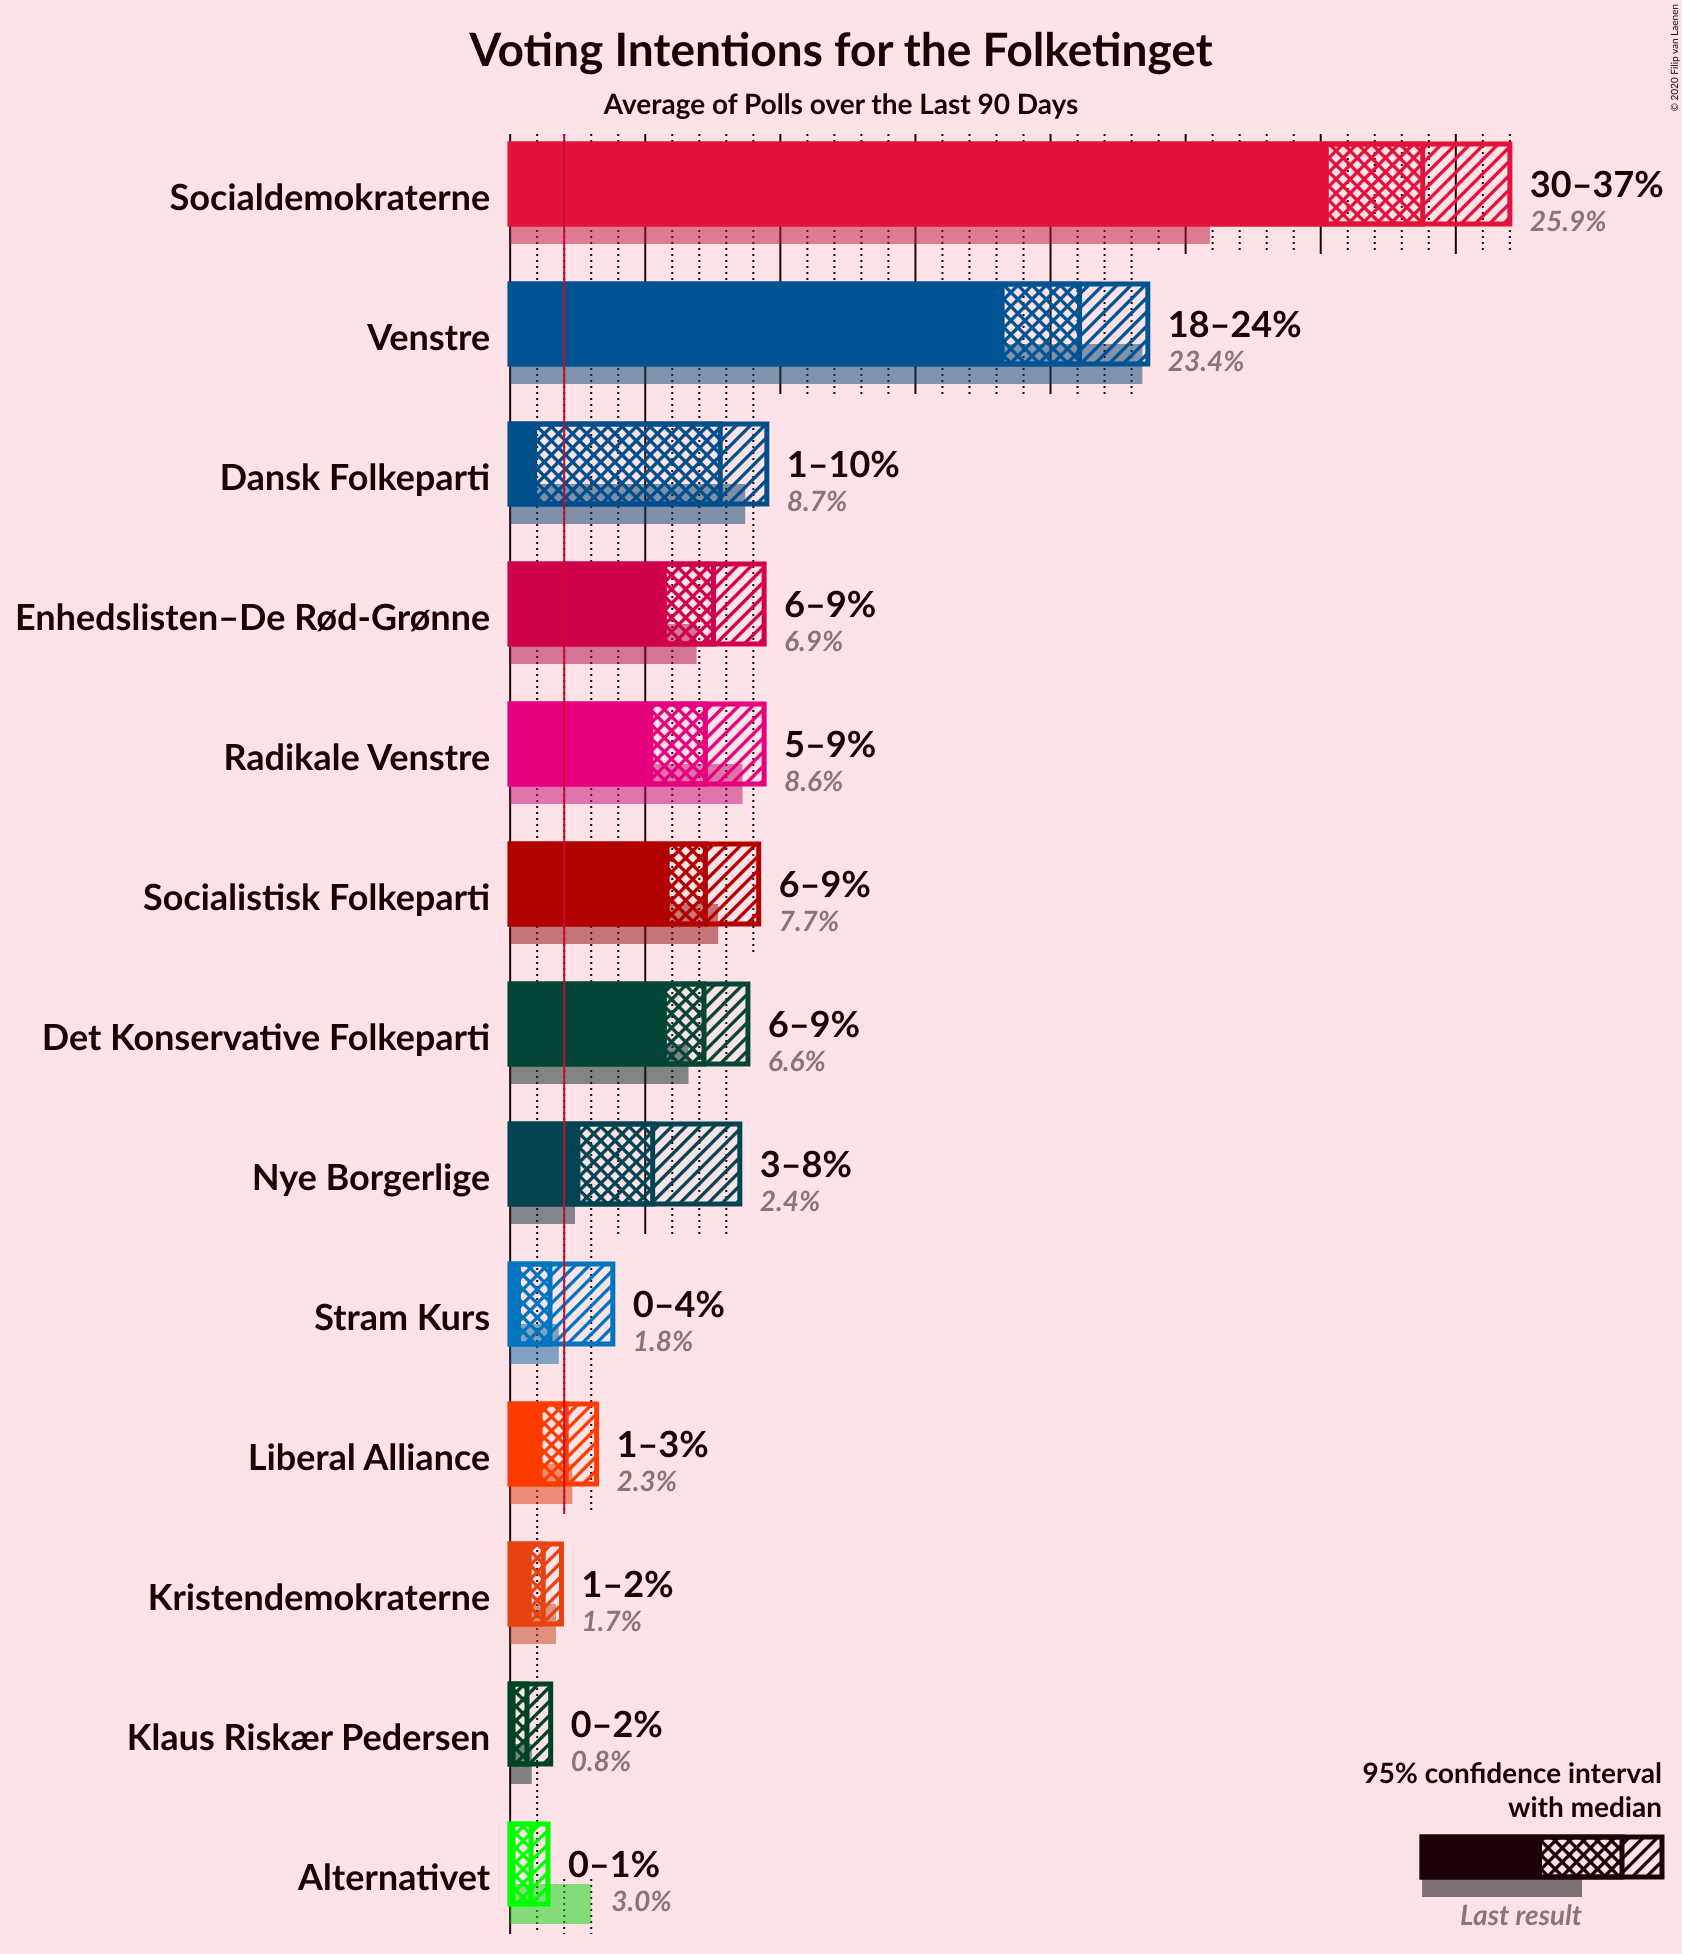 Voting Intentions for the Folketinget
Average of Polls over the Last 90 Days
© 2020 Filip van Laenen
Socialdemokraterne
30–37%
25.9%
Venstre
18–24%
23.4%
Dansk Folkeparti
1–10%
8.7%
Enhedslisten–De Rød-Grønne
6–9%
6.9%
Radikale Venstre
5–9%
8.6%
Socialistisk Folkeparti
6–9%
7.7%
Det Konservative Folkeparti
6–9%
6.6%
Nye Borgerlige
3–8%
2.4%
Stram Kurs
0–4%
1.8%
Liberal Alliance
1–3%
2.3%
Kristendemokraterne
1–2%
1.7%
Klaus Riskær Pedersen
0–2%
0.8%
Alternativet
0–1%
3.0%
95% confidence interval
with median
Last result